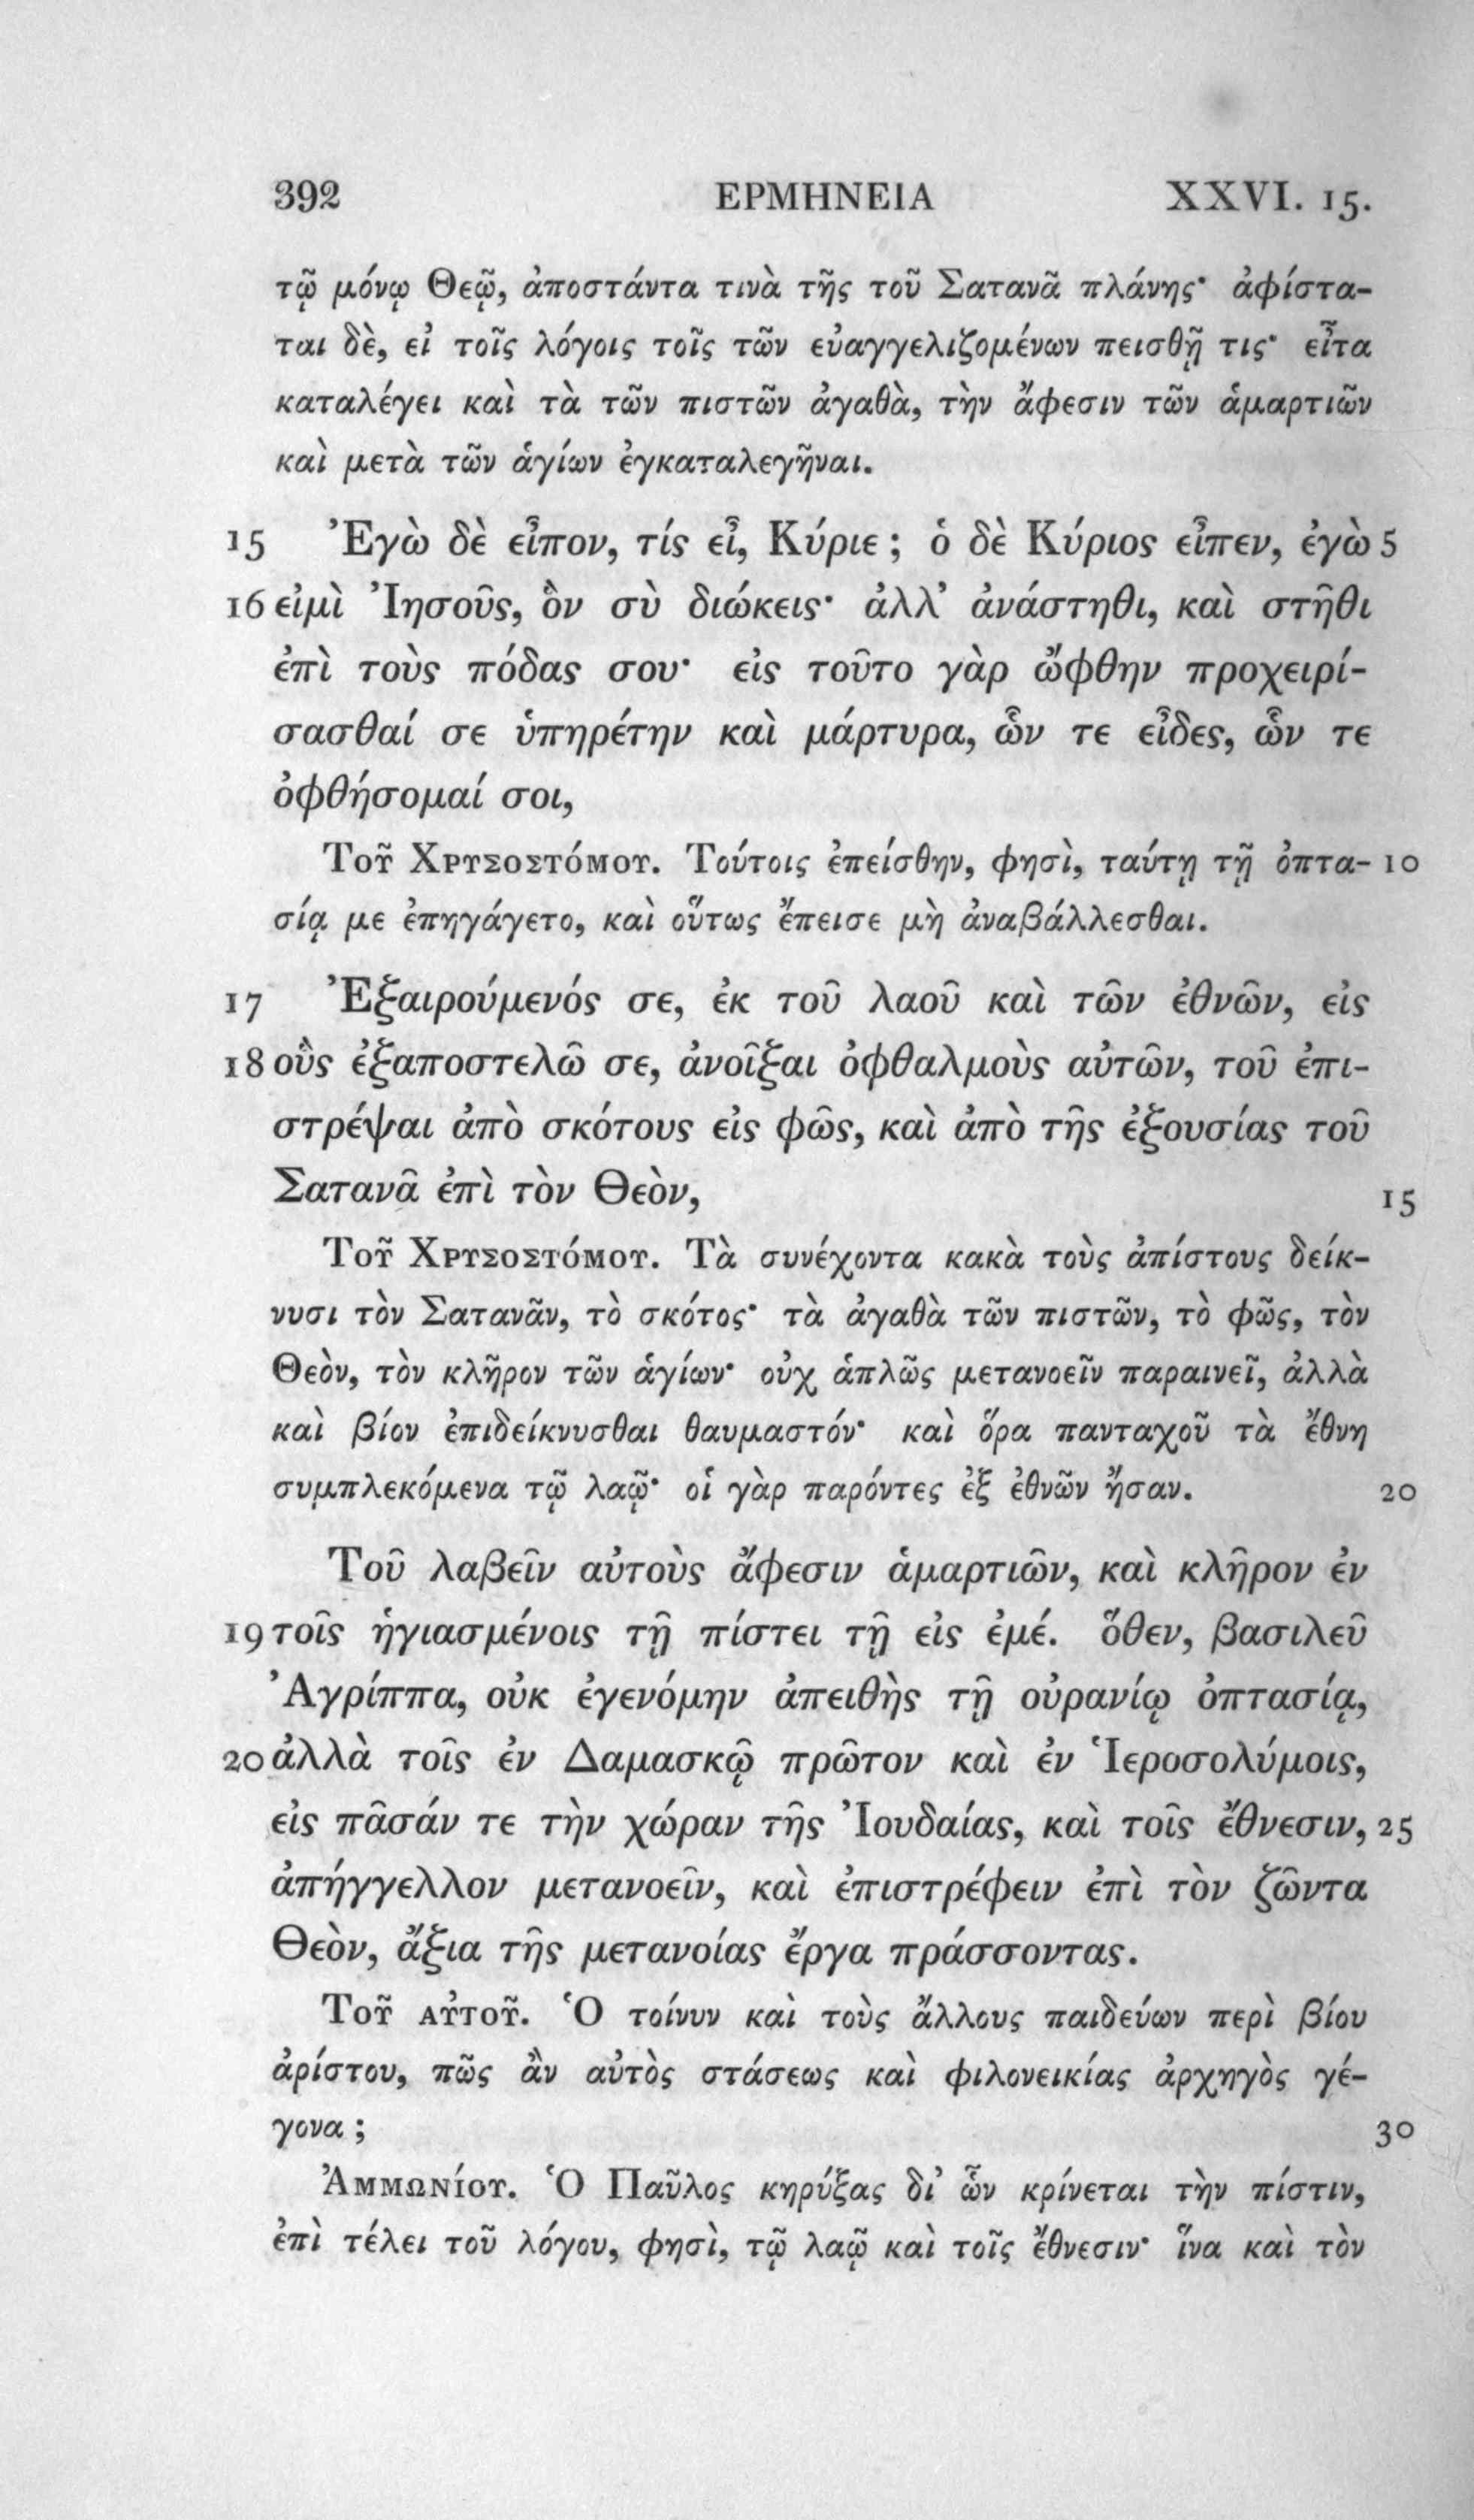 392 ΕΡΜΗΝΕΙΑ XXVI. 15.
τῷ μόνῳ Θεῷ, ἀποστάντα τινὰ τῆς τοῦ Σατανᾶ πλάνης· ἀφίστα-
ται δὲ, εἰ τοῖς λόγοις τοῖς τῶν εὐαγγελιζομένων πεισθῇ τις· εἶτα
καταλέγει καὶ τὰ τῶν πιστῶν ἀγαθὰ, τὴν ἄφεσιν τῶν ἁμαρτιῶν
καὶ μετὰ τῶν ἁγίων ἐγκαταλεγῆναι.
15 Ἐγὼ δὲ εἶπον, τίς εἶ, Κύριε ; ὁ δὲ Κύριος εἶπεν, ἐγὼ 5
16 εἰμὶ Ἰησοῦς, ὃν σὺ διώκεις· ἀλλ’ ἀνάστηθι, καὶ στῆθι
ἐπὶ τοὺς πόδας σου· εἰς τοῦτο γὰρ ὤφθην προχειρί-
σασθαί σε ὑπηρέτην καὶ μάρτυρα, ὧν τε εἶδες, ὧν τε
ὀφθήσομαί σοι,
Τοῦ Χρυσοστόμου. Τούτοις ἐπείσθην, φησὶ, ταύτῃ τῇ ὀπτα- 10
σίᾳ με ἐπηγάγετο, καὶ οὕτως ἔπεισε μὴ ἀναβάλλεσθαι.
17 Ἐξαιρούμενός σε, ἐκ τοῦ λαοῦ καὶ τῶν ἐθνῶν, εἰς
18 οὓς ἐξαποστελῶ σε, ἀνοῖξαι ὀφθαλμοὺς αὐτῶν, τοῦ ἐπι-
στρέψαι ἀπὸ σκότους εἰς φῶς, καὶ ἀπὸ τῆς ἐξουσίας τοῦ
Σατανᾶ ἐπὶ τὸν Θεὸν, 15
Τοῦ Χρυσοστόμου. Τὰ συνέχοντα κακὰ τοὺς ἀπίστους δείκ-
νυσι τὸν Σατανᾶν, τὸ σκότος· τὰ ἀγαθὰ τῶν πιστῶν, τὸ φῶς, τὸν
Θεὸν, τὸν κλῆρον τῶν ἁγίων· οὐχ ἁπλῶς μετανοεῖν παραινεῖ, ἀλλὰ
καὶ βίον ἐπιδείκνυσθαι θαυμαστόν· καὶ ὅρα πανταχοῦ τὰ ἔθνη
συμπλεκόμενα τῷ λαῷ· οἱ γὰρ παρόντες ἐξ ἐθνῶν ἤσαν. 20
Τοῦ λαβεῖν αὐτοὺς ἄφεσιν ἁμαρτιῶν, καὶ κλῆρον ἐν
19 τοῖς ἡγιασμένοις τῇ πίστει τῇ εἰς ἐμέ. ὅθεν, βασιλεῦ
Ἀγρίππα, οὐκ ἐγενόμην ἀπειθὴς τῇ οὐρανίῳ ὀπτασίᾳ,
20 ἀλλὰ τοῖς ἐν Δαμασκῷ πρῶτον καὶ ἐν Ἱεροσολύμοις,
εἰς πᾶσάν τε τὴν χώραν τῆς Ἰουδαίας, καὶ τοῖς ἔθνεσιν, 25
ἀπήγγελλον μετανοεῖν, καὶ ἐπιστρέφειν ἐπὶ τὸν ζῶντα
Θεὸν, ἄξια τῆς μετανοίας ἔργα πράσσοντας.
Τοῦ αὐτοῦ. Ὁ τοίνυν καὶ τοὺς ἄλλους παιδεύων περὶ βίου
ἀρίστου, πῶς ἂν αὐτὸς στάσεως καὶ φιλονεικίας ἀρχηγὸς γέ-
γονα ; 30
Ἀμμωνίου. Ὁ Παῦλος κηρύξας δι’ ὧν κρίνεται τὴν πίστιν,
ἐπὶ τέλει τοῦ λόγου, φησὶ, τῷ λαῷ καὶ τοῖς ἔθνεσιν· ἵνα καὶ τὸν